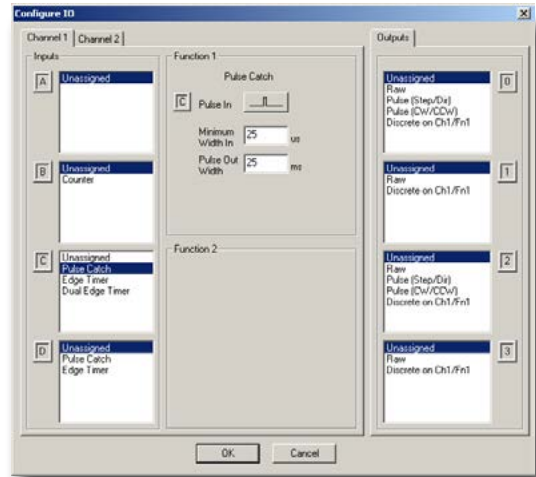 Configure IO
Channel 1
Channel 2
Inputs
A
Unassigned
B
Unassigned
Counter
C
Unassigned
Pulse Catch
Edge Timer
Dual Edge Timer
D
Unassigned
Pulse Catch
Edge Timer
Function 1
Pulse Catch
C Pulse In
Minimum
Width In 25 us
Pulse Out
Width 25 ms
Function 2
Outputs
Unassigned
Raw
Pulse (Step/Dir)
Pulse (CW/CCW)
Discrete on Ch1/Fn1
0
Unassigned
Raw
Discrete on Ch1/Fn1
1
Unassigned
Raw
Pulse (Step/Dir)
Pulse (CW/CCW)
Discrete on Ch1/Fn1
2
Unassigned
Raw
Discrete on Ch1/Fn1
3
OK
Cancel